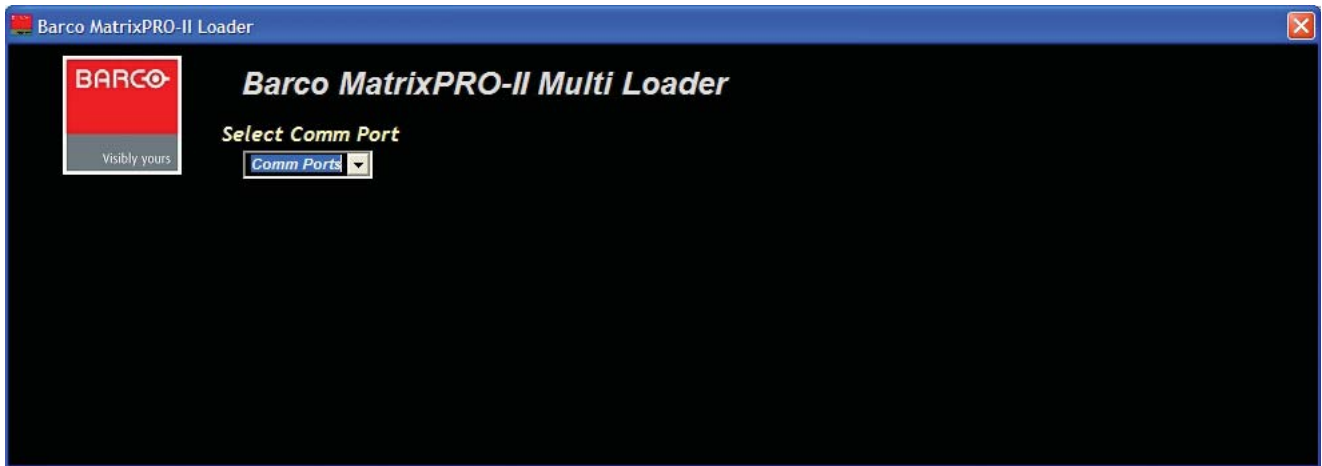 Barco MatrixPRO-II Loader
BARCO
Visibly yours
Barco MatrixPRO-II Multi Loader
Select Comm Port
Comm Ports